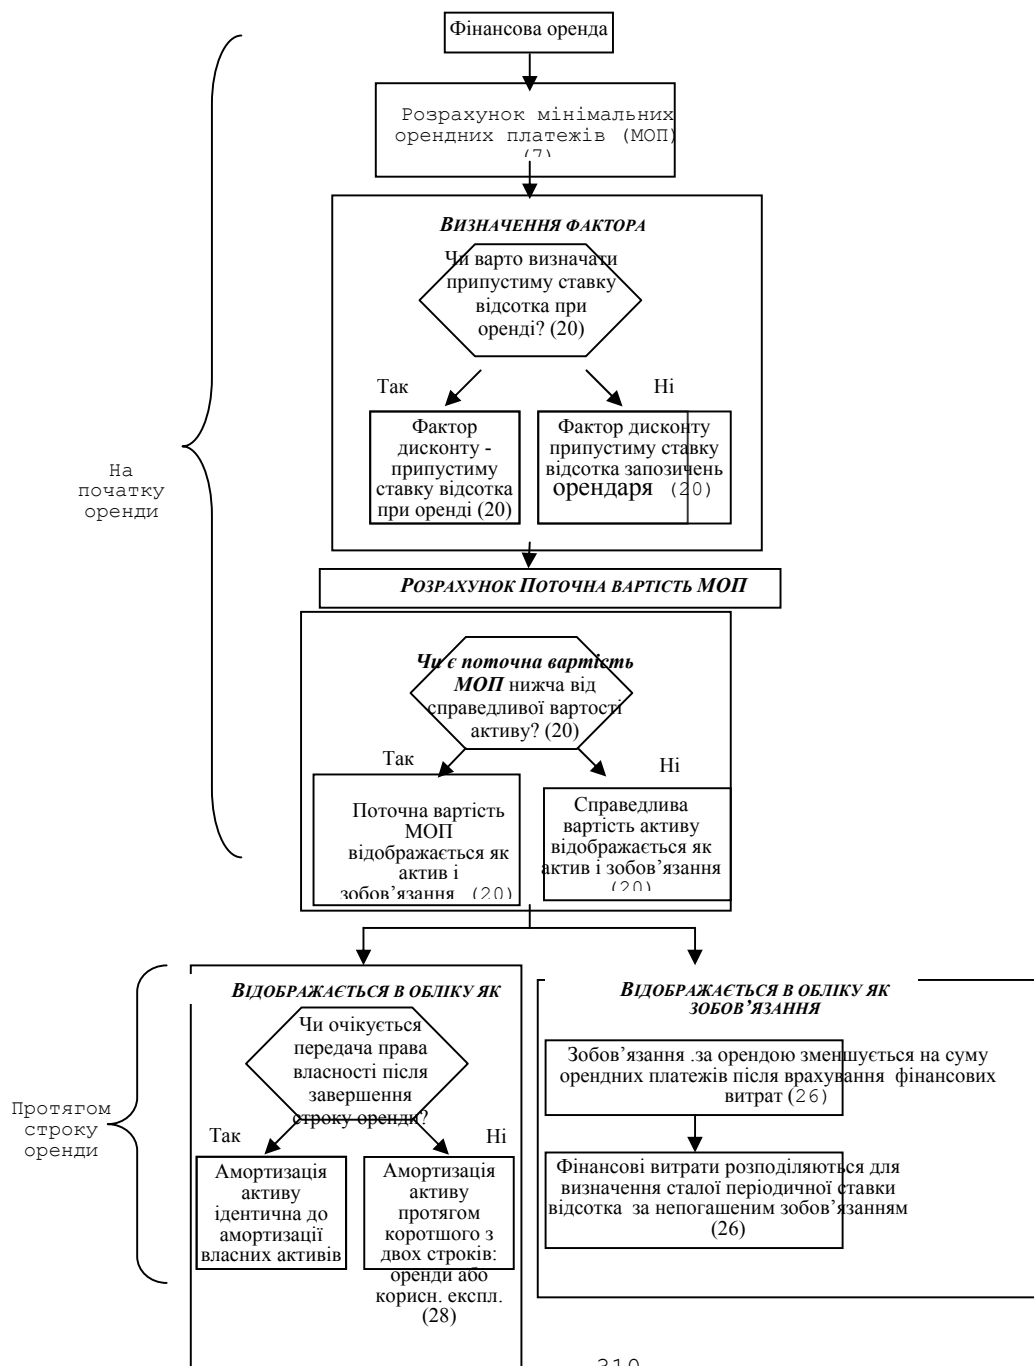 Фінансова оренда
Розрахунок мінімальних
орендних платежів (МОП)
(7)
ВИЗНАЧЕННЯ ФАКТОРА
Чи варто визначати
припустиму ставку
відсотка при
оренді? (20)
Так
Ні
Фактор
дисконту -
припустиму
ставку відсотка
при оренді (20)
Фактор дисконту
припустиму ставку
відсотка запозичень
орендаря (20)
На
початку
оренди
РОЗРАХУНОК ПОТОЧНА ВАРТІСТЬ МОП
Чи є поточна вартість
МОП нижча від
справедливої вартості
активу? (20)
Так
Ні
Поточна вартість
МОП
відображається як
актив і
зобов’язання (20)
Справедлива
вартість активу
відображається як
актив і зобов’язання
(20)
ВІДОБРАЖАЄТЬСЯ В ОБЛІКУ ЯК
Чи очікується
передача права
власності після
завершення
строку оренди?
Так
Ні
Амортизація
активу
ідентична до
амортизації
власних активів
Амортизація
активу
протягом
коротшого з
двох строків:
оренди або
корисн. експл.
(28)
Протягом
строку
оренди
ВІДОБРАЖАЄТЬСЯ В ОБЛІКУ ЯК
ЗОБОВ’ЯЗАННЯ
Зобов’язання .за орендою зменшується на суму
орендних платежів після врахування фінансових
витрат (26)
Фінансові витрати розподіляються для
визначення сталої періодичної ставки
відсотка за непогашеним зобов’язанням
(26)
310